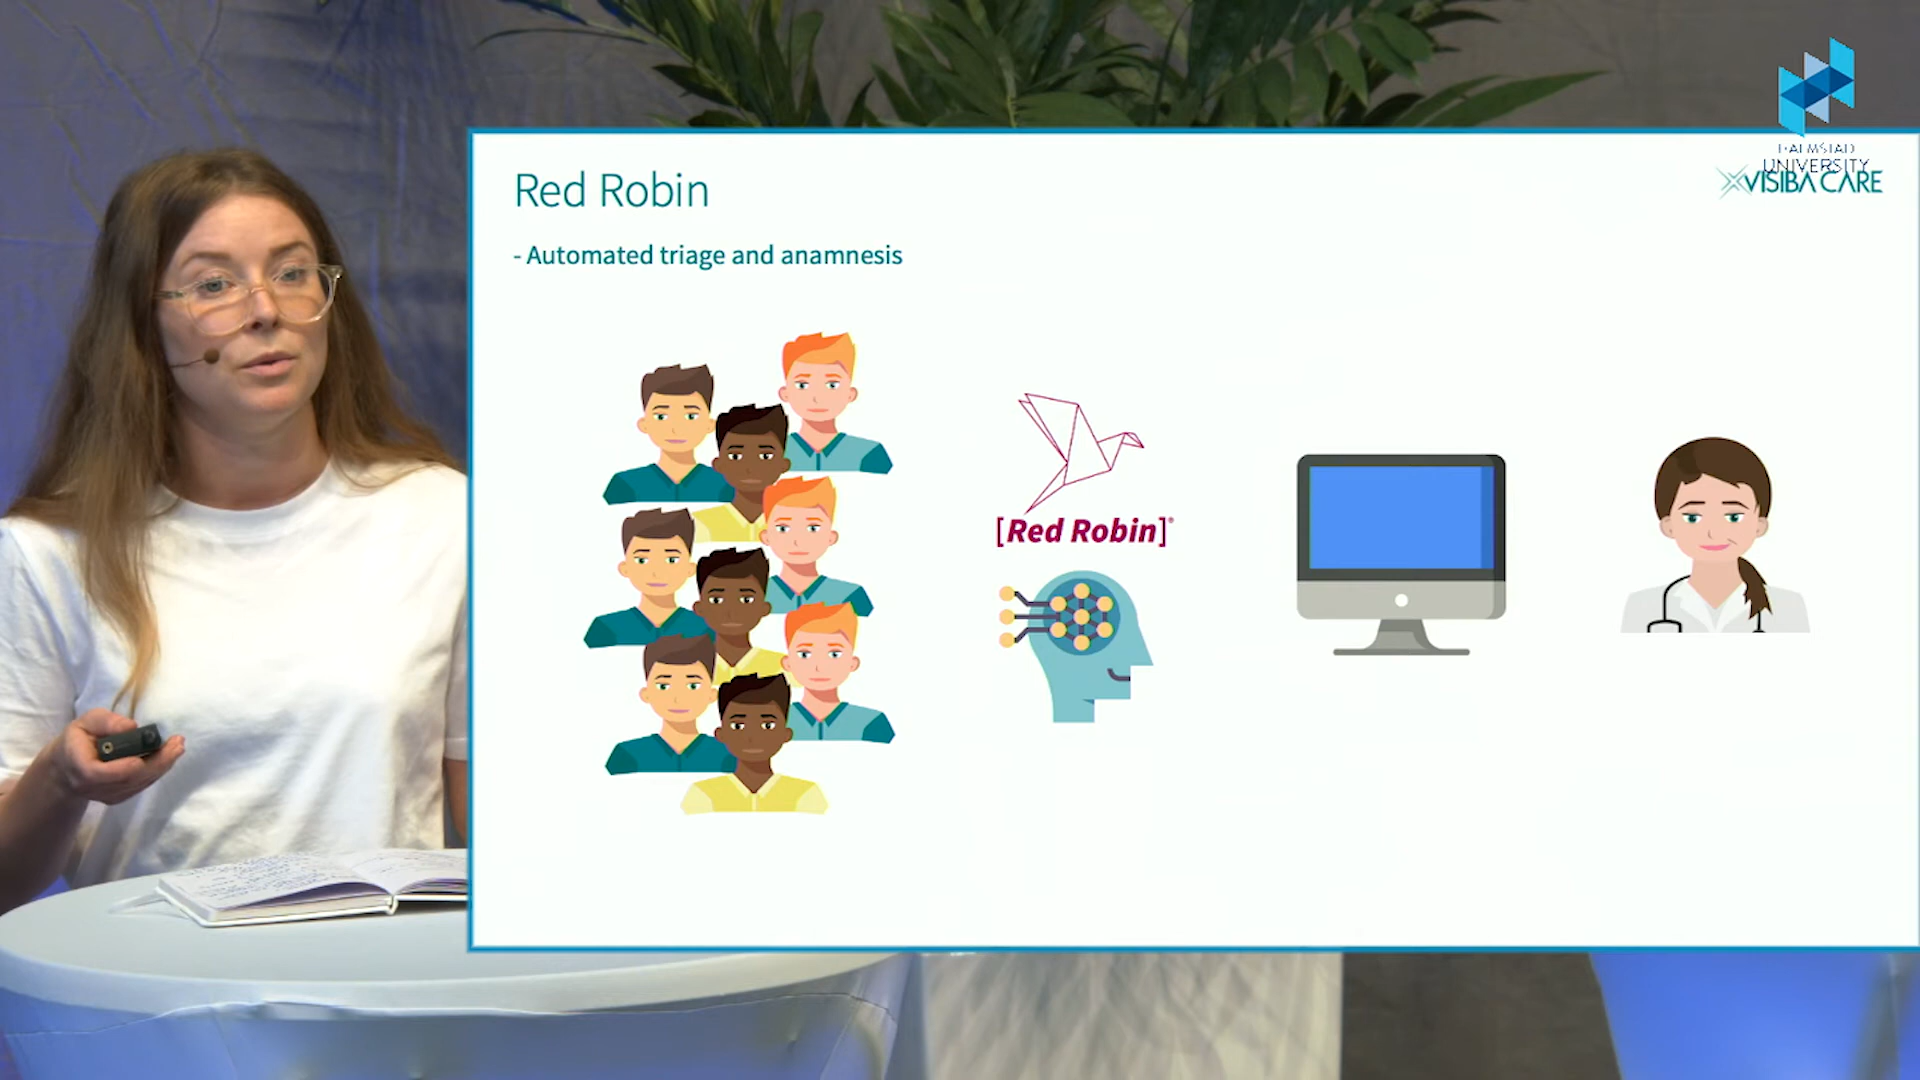 HALMSTAD
UNIVERSITY
VISIBA CARE
Red Robin
- Automated triage and anamnesis
[Red Robin]®